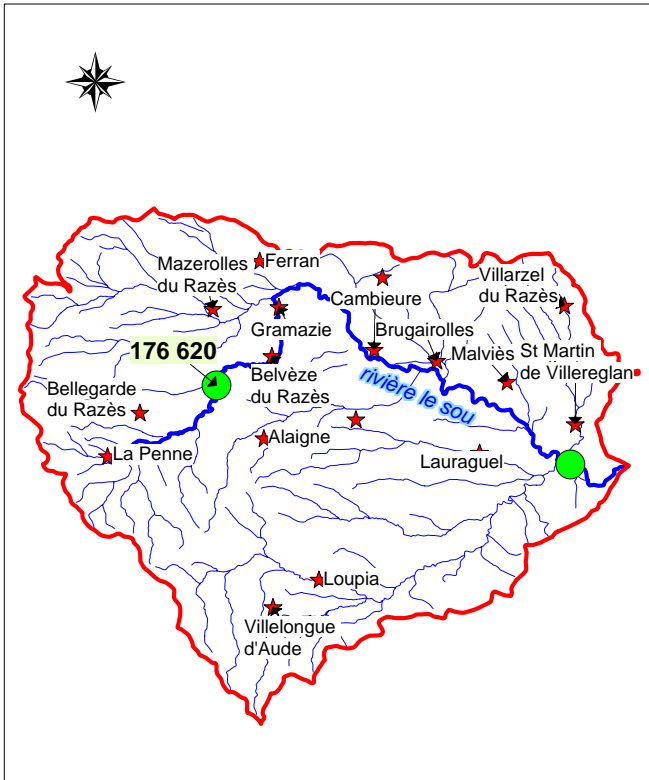 Ferran
Mazerolles
du Razès
Villarzel
du Razès
Cambieure
Gramazie
Brugairolles
176 620
Malviès
St Martin
de Villereglan
Belvèze
du Razès
rivière le sou
Bellegarde
du Razès
Alaigne
La Penne
Lauraguel
Loupia
Villelongue
d'Aude